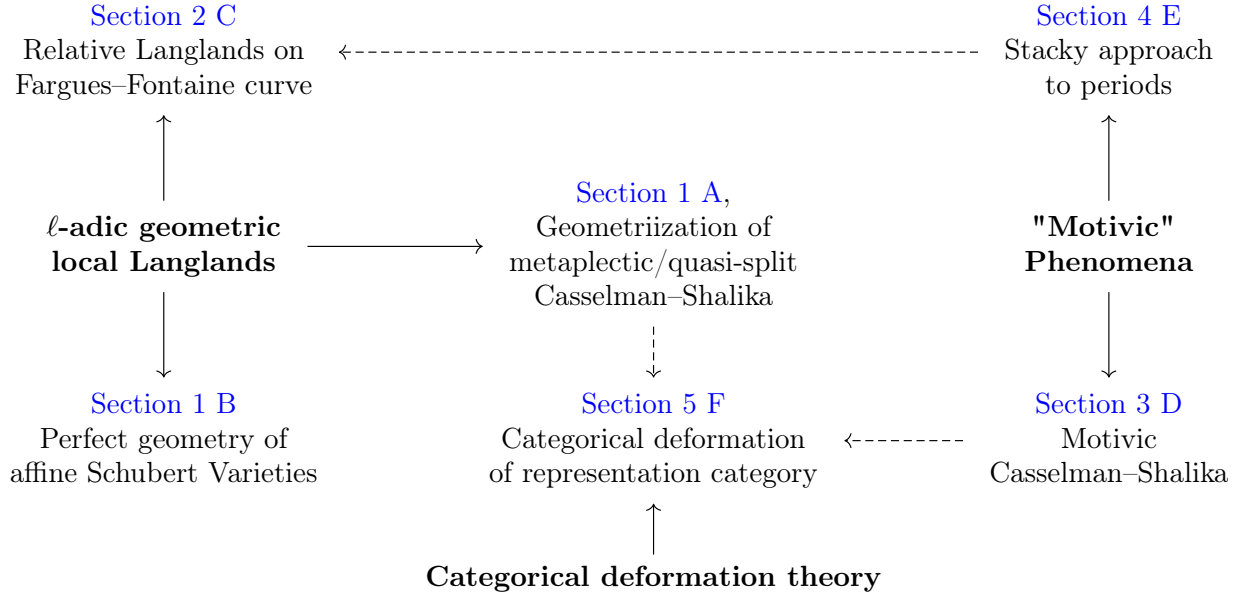 Section 2 C
Relative Langlands on
Fargues–Fontaine curve
Section 4 E
Stacky approach
to periods
ℓ-adic geometric
local Langlands
Section 1 A,
Geometriization of
metaplectic/quasi-split
Casselman–Shalika
"Motivic"
Phenomena
Section 1 B
Perfect geometry of
affine Schubert Varieties
Section 5 F
Categorical deformation
of representation category
Section 3 D
Motivic
Casselman–Shalika
Categorical deformation theory